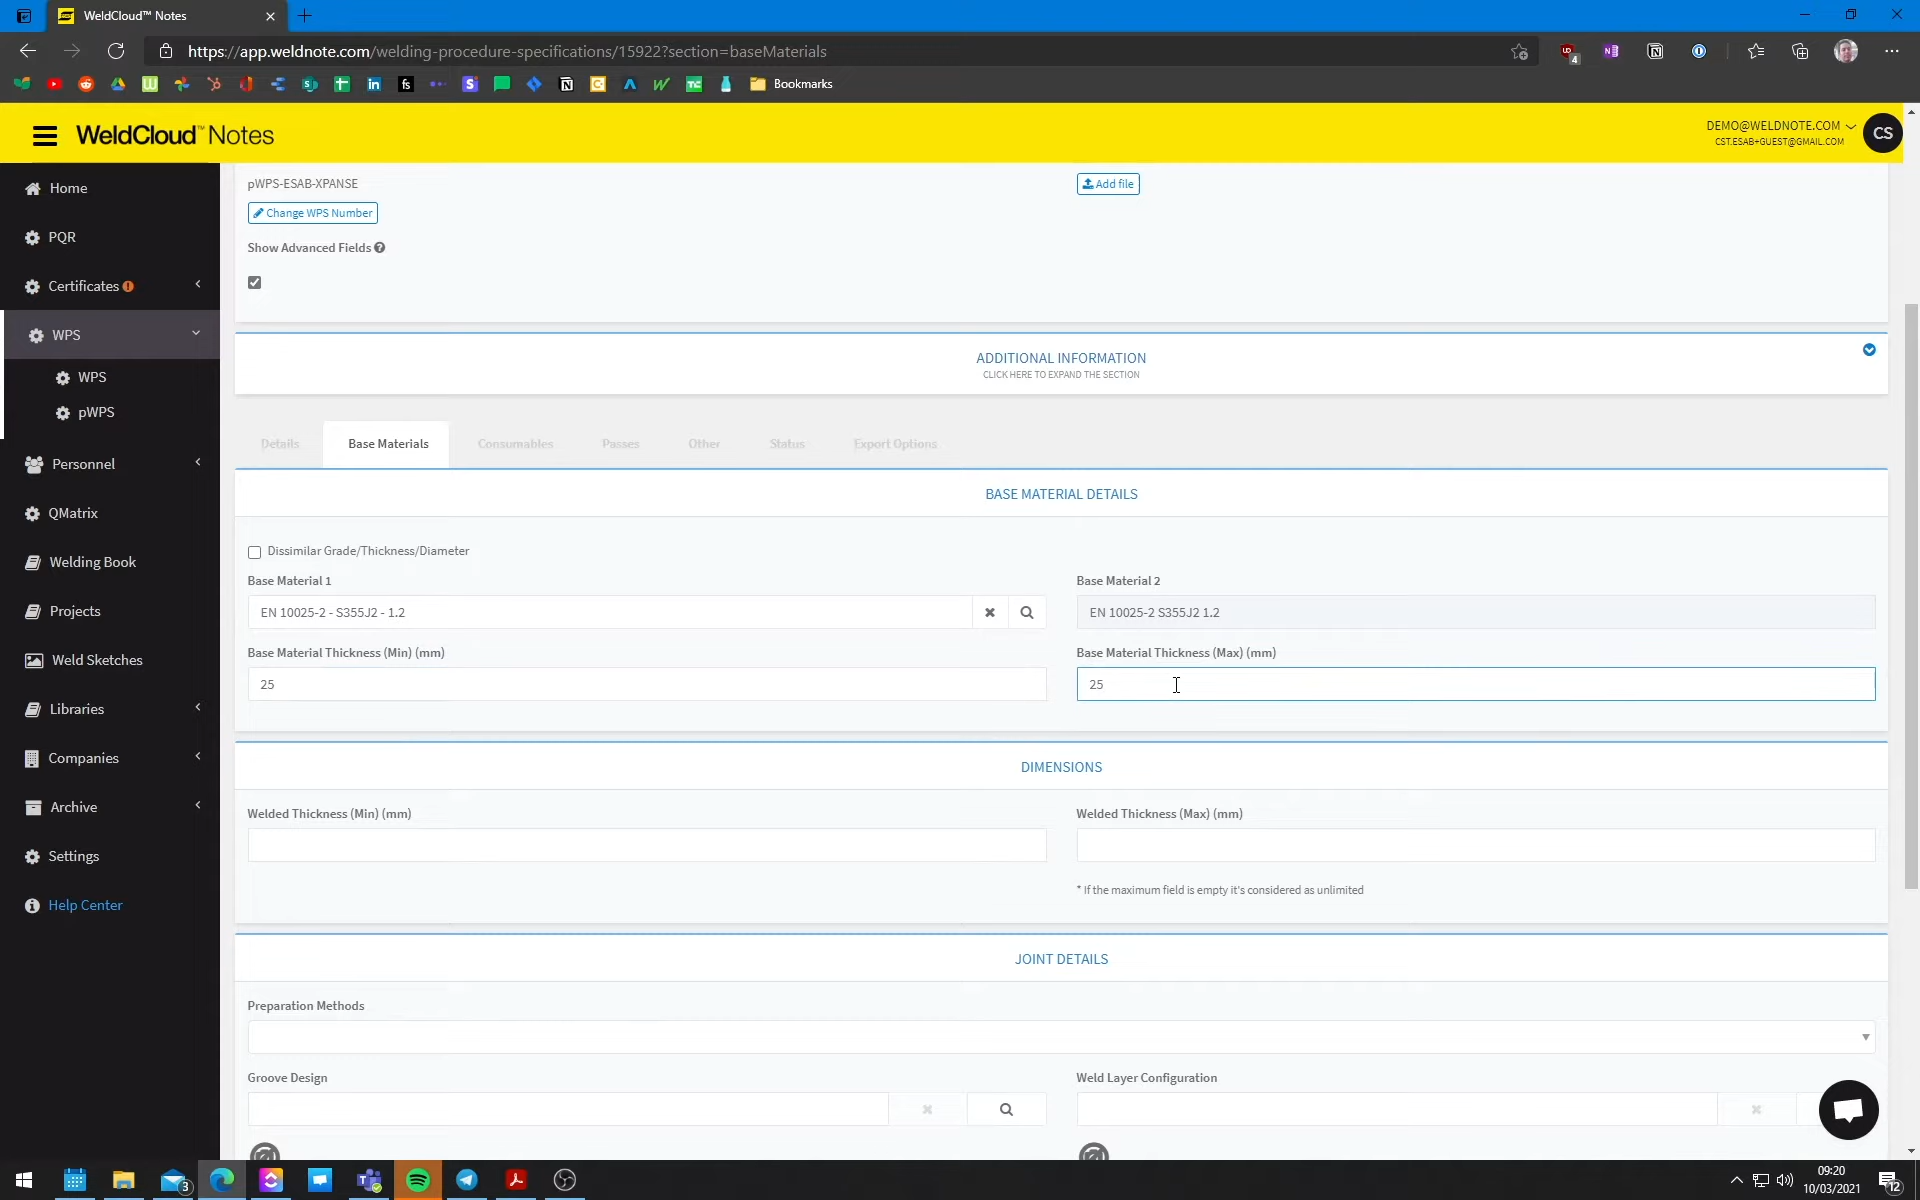 WeldCloud™ Notes
https://app.weldnote.com/welding-procedure-specifications/15922?section=baseMaterials
4
Bookmarks
WeldCloud™ Notes
DEMO@WELDNOTE.COM
CST.ESAB+GUEST@GMAIL.COM
CS
Home
PQR
Certificates
WPS
WPS
pWPS
Personnel
QMatrix
Welding Book
Projects
Weld Sketches
Libraries
Companies
Archive
Settings
Help Center
pWPS-ESAB-XPANSE
Add file
Change WPS Number
Show Advanced Fields
ADDITIONAL INFORMATION
CLICK HERE TO EXPAND THE SECTION
Details Base Materials Consumables Passes Other Status Export Options
BASE MATERIAL DETAILS
Dissimilar Grade/Thickness/Diameter
Base Material 1 Base Material 2
EN 10025-2 - S355J2 - 1.2 EN 10025-2 S355J2 1.2
Base Material Thickness (Min) (mm) Base Material Thickness (Max) (mm)
25 25
DIMENSIONS
Welded Thickness (Min) (mm) Welded Thickness (Max) (mm)
* If the maximum field is empty it's considered as unlimited
JOINT DETAILS
Preparation Methods
Groove Design Weld Layer Configuration
3
09:20
10/03/2021
12